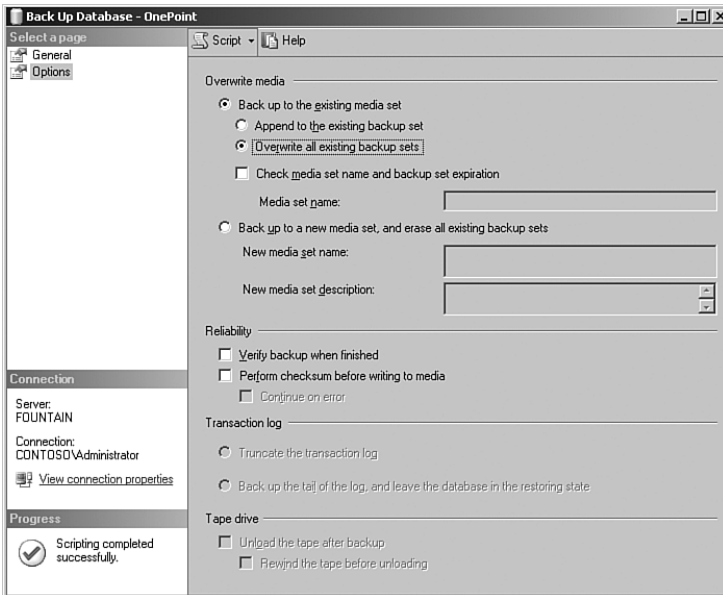 Back Up Database - OnePoint
Select a page
General
Options
Script
Help
Overwrite media
Back up to the existing media set
Append to the existing backup set
Overwrite all existing backup sets
Check media set name and backup set expiration
Media set name:
Back up to a new media set, and erase all existing backup sets
New media set name:
New media set description:
Reliability
Verify backup when finished
Perform checksum before writing to media
Continue on error
Transaction log
Truncate the transaction log
Back up the tail of the log, and leave the database in the restoring state
Tape drive
Unload the tape after backup
Rewind the tape before unloading
Connection
Server:
FOUNTAIN
Connection:
CONTOSO\Administrator
View connection properties
Progress
Scripting completed
successfully.